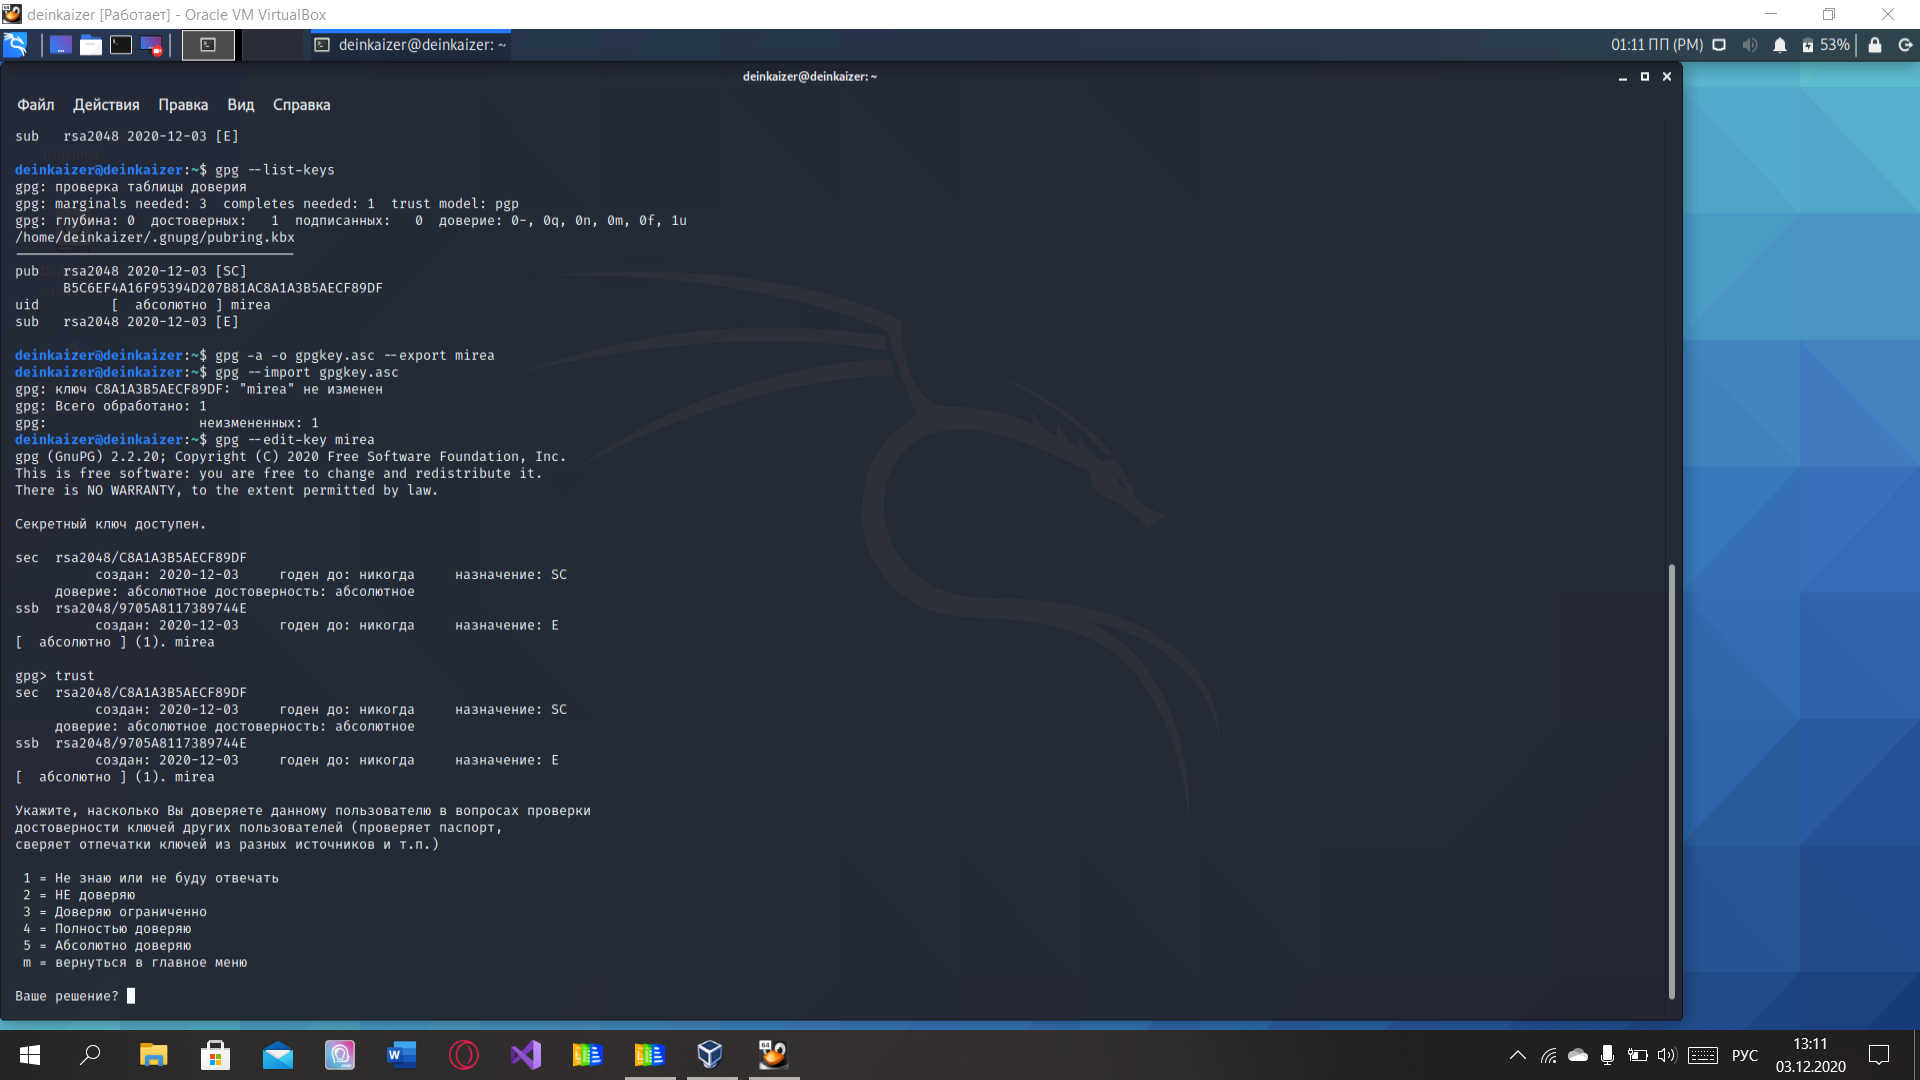 deinkaizer [Работает] - Oracle VM VirtualBox
deinkaizer@deinkaizer: ~
01:11 ПП (PM)
53%
deinkaizer@deinkaizer: ~
Файл Действия Правка Вид Справка
sub   rsa2048 2020-12-03 [E]
deinkaizer@deinkaizer:~$ gpg --list-keys
gpg: проверка таблицы доверия
gpg: marginals needed: 3  completes needed: 1  trust model: pgp
gpg: глубина: 0  достоверных:   1  подписанных:   0  доверие: 0-, 0q, 0n, 0m, 0f, 1u
/home/deinkaizer/.gnupg/pubring.kbx
-----------------------------------
pub   rsa2048 2020-12-03 [SC]
      B5C6EF4A16F95394D207B81AC8A1A3B5AECF89DF
uid         [  абсолютно ] mirea
sub   rsa2048 2020-12-03 [E]
deinkaizer@deinkaizer:~$ gpg -a -o gpgkey.asc --export mirea
deinkaizer@deinkaizer:~$ gpg --import gpgkey.asc
gpg: ключ C8A1A3B5AECF89DF: "mirea" не изменен
gpg: Всего обработано: 1
gpg:                   неизмененных: 1
deinkaizer@deinkaizer:~$ gpg --edit-key mirea
gpg (GnuPG) 2.2.20; Copyright (C) 2020 Free Software Foundation, Inc.
This is free software: you are free to change and redistribute it.
There is NO WARRANTY, to the extent permitted by law.
Секретный ключ доступен.
sec  rsa2048/C8A1A3B5AECF89DF
          создан: 2020-12-03     годен до: никогда     назначение: SC
     доверие: абсолютное достоверность: абсолютное
ssb  rsa2048/9705A8117389744E
          создан: 2020-12-03     годен до: никогда     назначение: E
[  абсолютно ] (1). mirea
gpg> trust
sec  rsa2048/C8A1A3B5AECF89DF
          создан: 2020-12-03     годен до: никогда     назначение: SC
     доверие: абсолютное достоверность: абсолютное
ssb  rsa2048/9705A8117389744E
          создан: 2020-12-03     годен до: никогда     назначение: E
[  абсолютно ] (1). mirea
Укажите, насколько Вы доверяете данному пользователю в вопросах проверки
достоверности ключей других пользователей (проверяет паспорт,
сверяет отпечатки ключей из разных источников и т.п.)
 1 = Не знаю или не буду отвечать
 2 = НЕ доверяю
 3 = Доверяю ограниченно
 4 = Полностью доверяю
 5 = Абсолютно доверяю
 m = вернуться в главное меню
Ваше решение?
РУС
13:11
03.12.2020